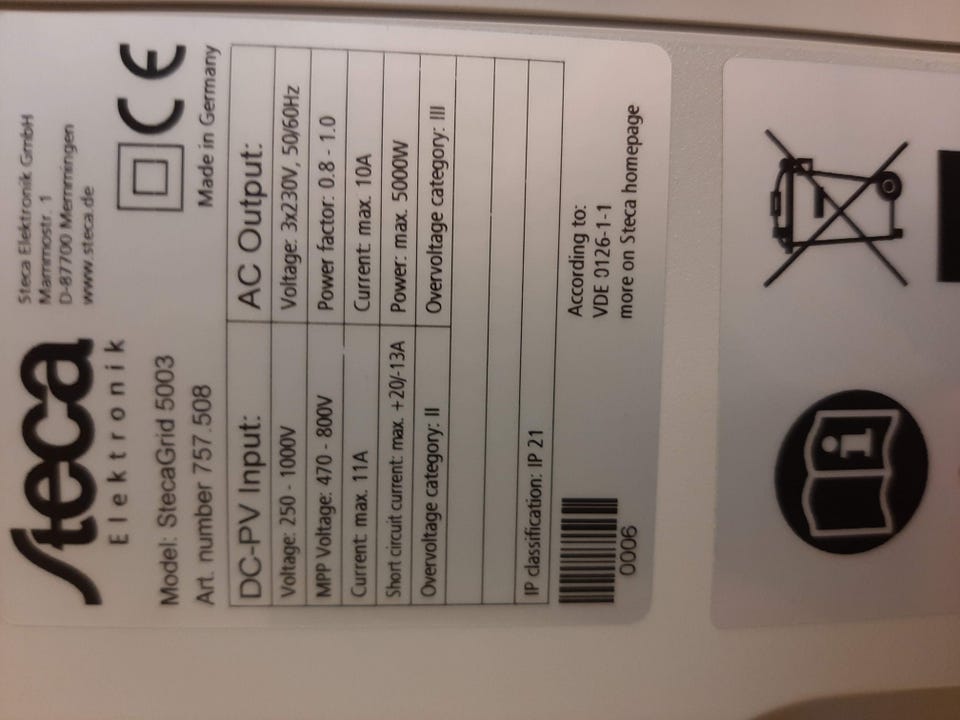 Steca
Elektronik
Steca Elektronik GmbH
Mammostr. 1
D-87700 Memmingen
www.steca.de
CE
Model: StecaGrid 5003
Art. number 757.508
Made in Germany
DC-PV Input:
Voltage: 250 - 1000V
MPP Voltage: 470 - 800V
Current: max. 11A
Short circuit current: max. +20/-13A
Overvoltage category: II
AC Output:
Voltage: 3x230V, 50/60Hz
Power factor: 0.8 - 1.0
Current: max. 10A
Power: max. 5000W
Overvoltage category: III
IP classification: IP 21
0006
According to:
VDE 0126-1-1
more on Steca homepage